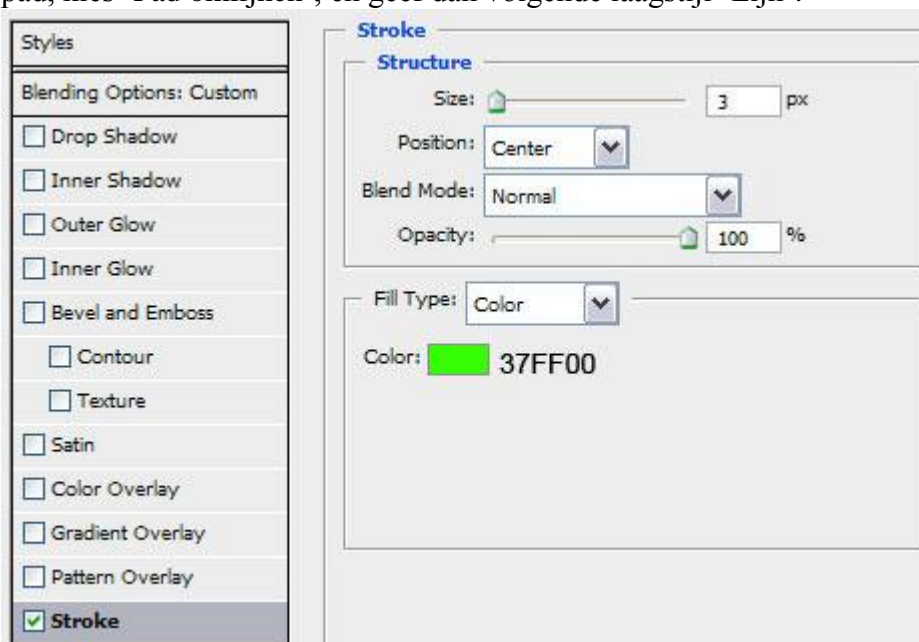 Styles
Blending Options: Custom
Drop Shadow
Inner Shadow
Outer Glow
Inner Glow
Bevel and Emboss
Contour
Texture
Satin
Color Overlay
Gradient Overlay
Pattern Overlay
Stroke
Stroke
Structure
Size: 3 px
Position: Center
Blend Mode: Normal
Opacity: 100 %
Fill Type: Color
Color: 37FF00